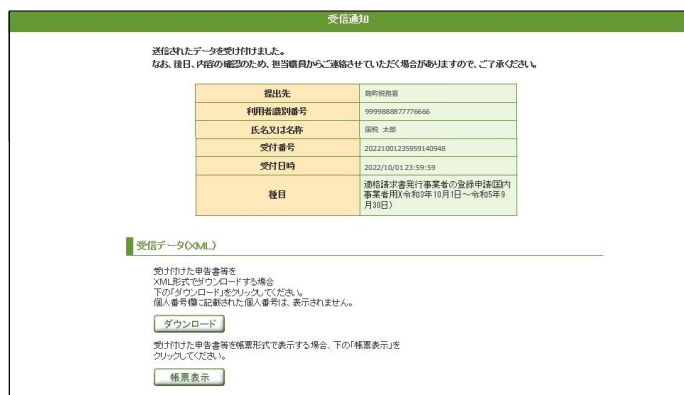 受信通知
送信されたデータを受け付けました。
なお、後日、内容の確認のため、担当職員からご連絡させていただく場合がありますので、ご了承ください。
提出先 麹町税務署
利用者識別番号 9999888877776666
氏名又は名称 国税 太郎
受付番号 20221001235959140948
受付日時 2022/10/01 23:59:59
種目 適格請求書発行事業者の登録申請(国内
事業者用)(令和3年10月1日～令和5年9
月30日)
受信データ(XML)
受け付けた申告書等を
XML形式でダウンロードする場合
下の「ダウンロード」をクリックしてください。
個人番号欄に記載された個人番号は、表示されません。
ダウンロード
受け付けた申告書等を帳票形式で表示する場合、下の「帳票表示」を
クリックしてください。
帳票表示